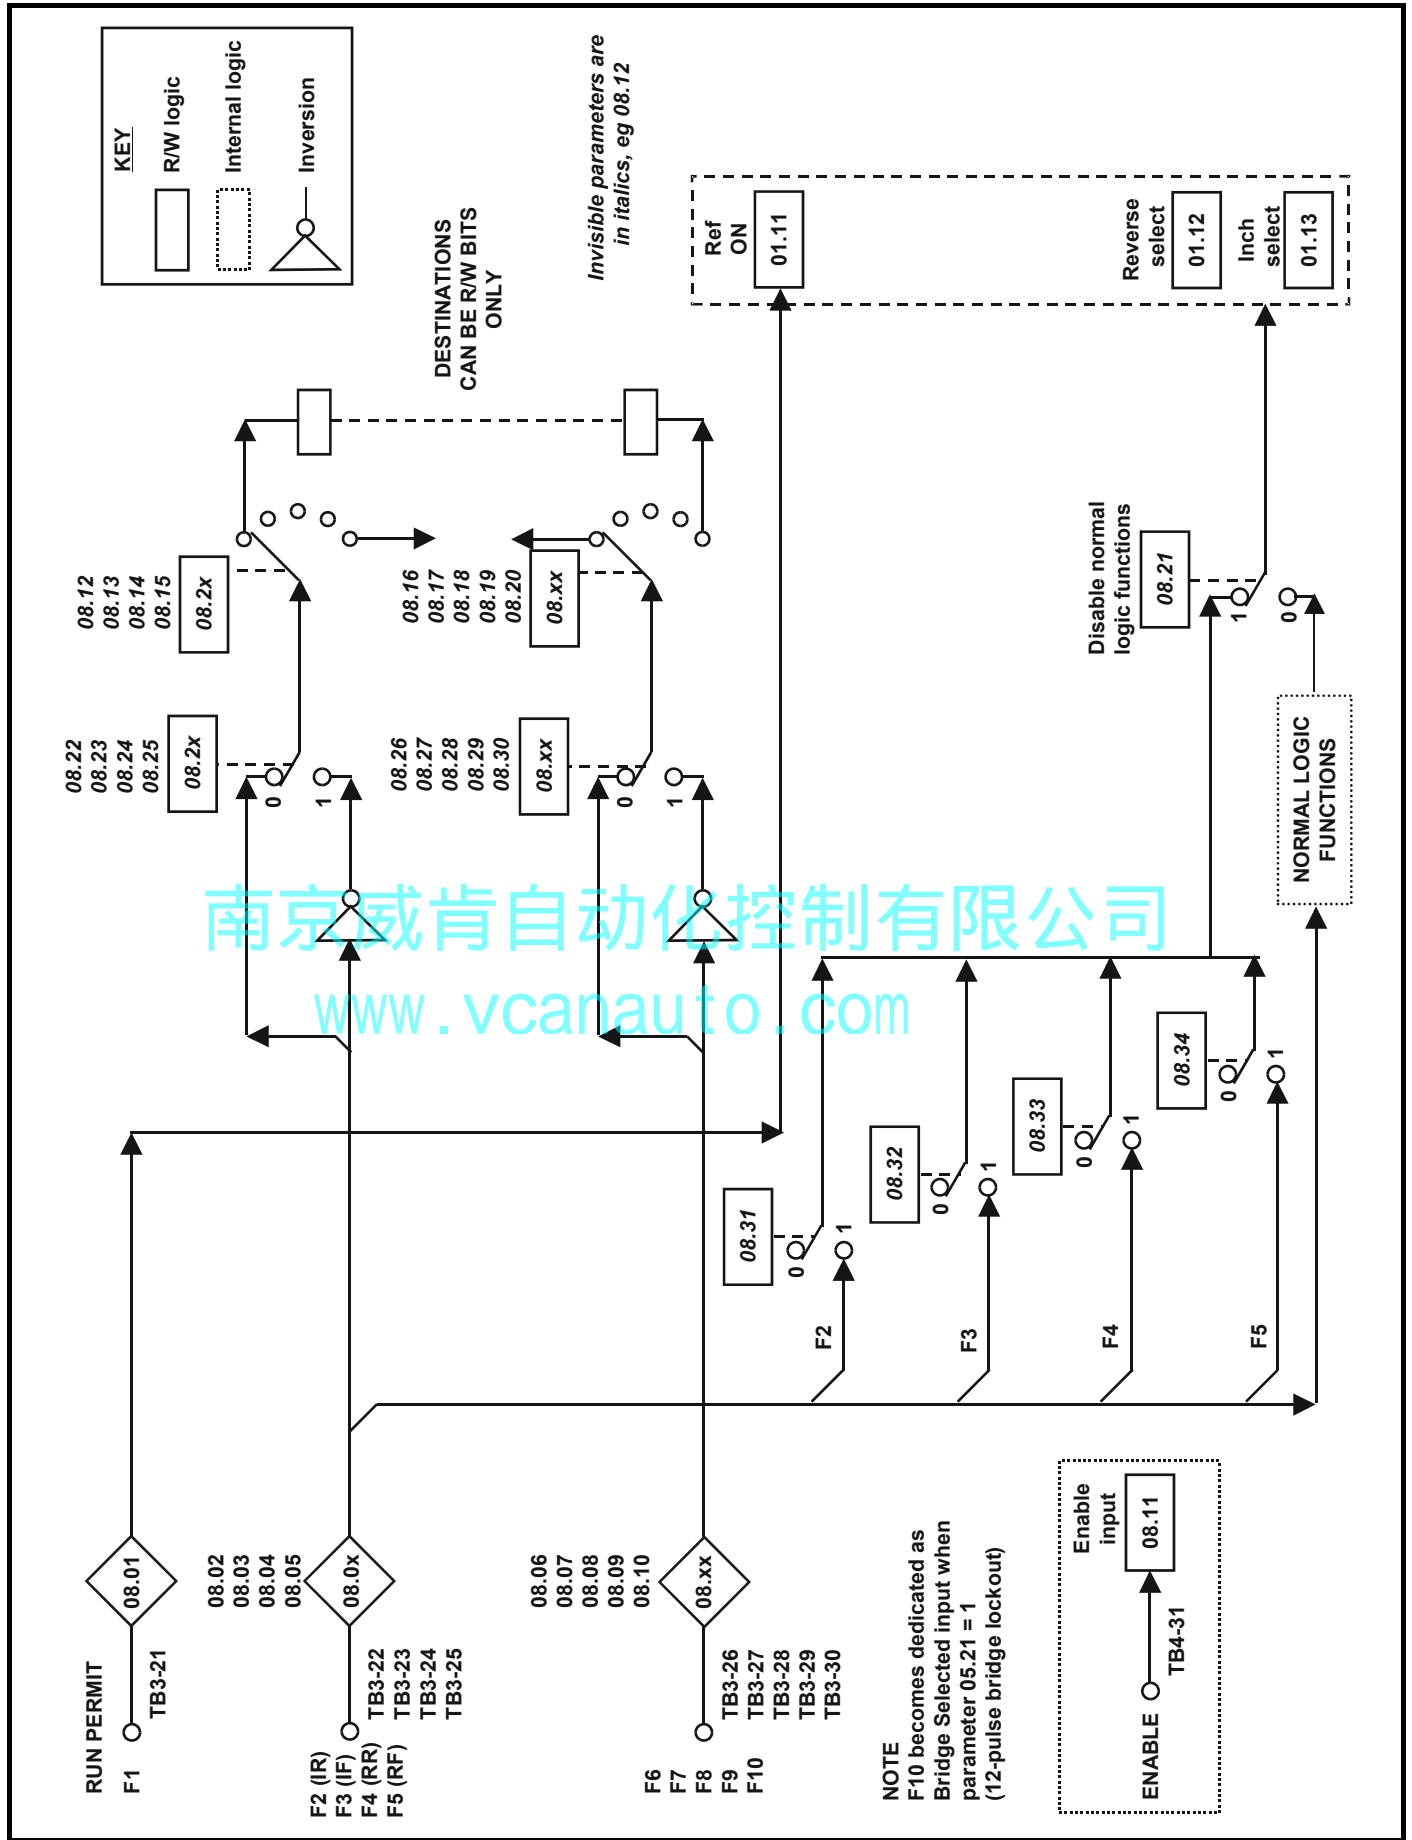 KEY
R/W logic
Internal logic
Inversion
Invisible parameters are
in italics, eg 08.12
DESTINATIONS
CAN BE R/W BITS
ONLY
08.12
08.13
08.14
08.15
08.2x
08.22
08.23
08.24
08.25
08.2x
0
1
08.16
08.17
08.18
08.19
08.20
08.xx
08.26
08.27
08.28
08.29
08.30
08.xx
0
1
Ref
ON
01.11
Reverse
select
01.12
Inch
select
01.13
Disable normal
logic functions
08.21
1
0
NORMAL LOGIC
FUNCTIONS
南京威肯自动化控制有限公司
www.vcanauto.com
08.31
0
1
F2
08.32
0
1
F3
08.33
0
1
F4
08.34
0
1
F5
RUN PERMIT
F1
TB3-21
08.01
F2 (IR)
F3 (IF)
F4 (RR)
F5 (RF)
TB3-22
TB3-23
TB3-24
TB3-25
08.02
08.03
08.04
08.05
08.0x
F6
F7
F8
F9
F10
TB3-26
TB3-27
TB3-28
TB3-29
TB3-30
08.06
08.07
08.08
08.09
08.10
08.xx
NOTE
F10 becomes dedicated as
Bridge Selected input when
parameter 05.21 = 1
(12-pulse bridge lockout)
ENABLE
TB4-31
Enable
input
08.11